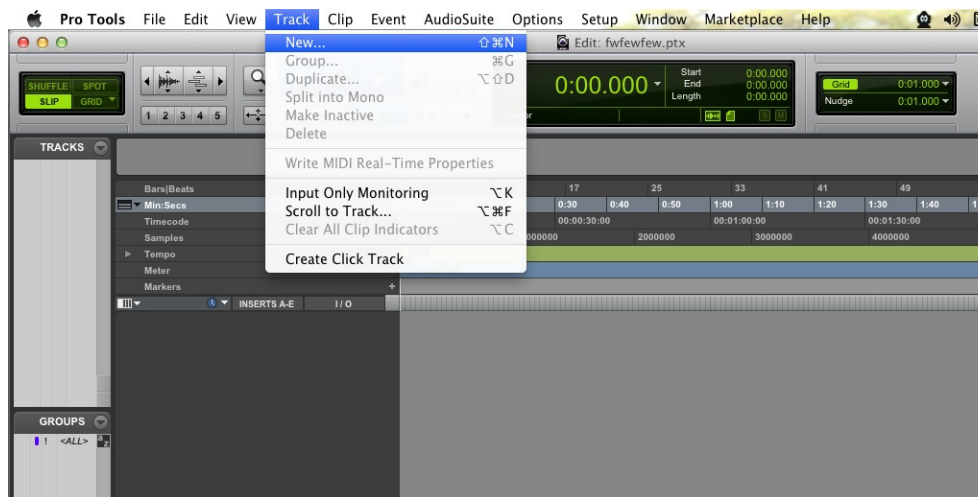 Pro Tools File Edit View Track Clip Event AudioSuite Options Setup Window Marketplace Help
Edit: fwfewfew.ptx
New... ⇧⌘N
Group... ⌘G
Duplicate... ⌥⇧D
Split into Mono
Make Inactive
Delete
Write MIDI Real-Time Properties
Input Only Monitoring ⌥K
Scroll to Track... ⌥⌘F
Clear All Clip Indicators ⌥C
Create Click Track
SHUFFLE SPOT
SLIP GRID
1 2 3 4 5
0:00.000
Start 0:00.000
End 0:00.000
Length 0:00.000
S M
Grid 0:01.000
Nudge 0:01.000
TRACKS
Bars|Beats 17 25 33 41 49
Min:Secs 0:30 0:40 0:50 1:00 1:10 1:20 1:30 1:40
Timecode 00:00:30:00 00:01:00:00 00:01:30:00
Samples 2000000 3000000 4000000
Tempo
Meter
Markers +
INSERTS A-E I / O
GROUPS
! <ALL> a z